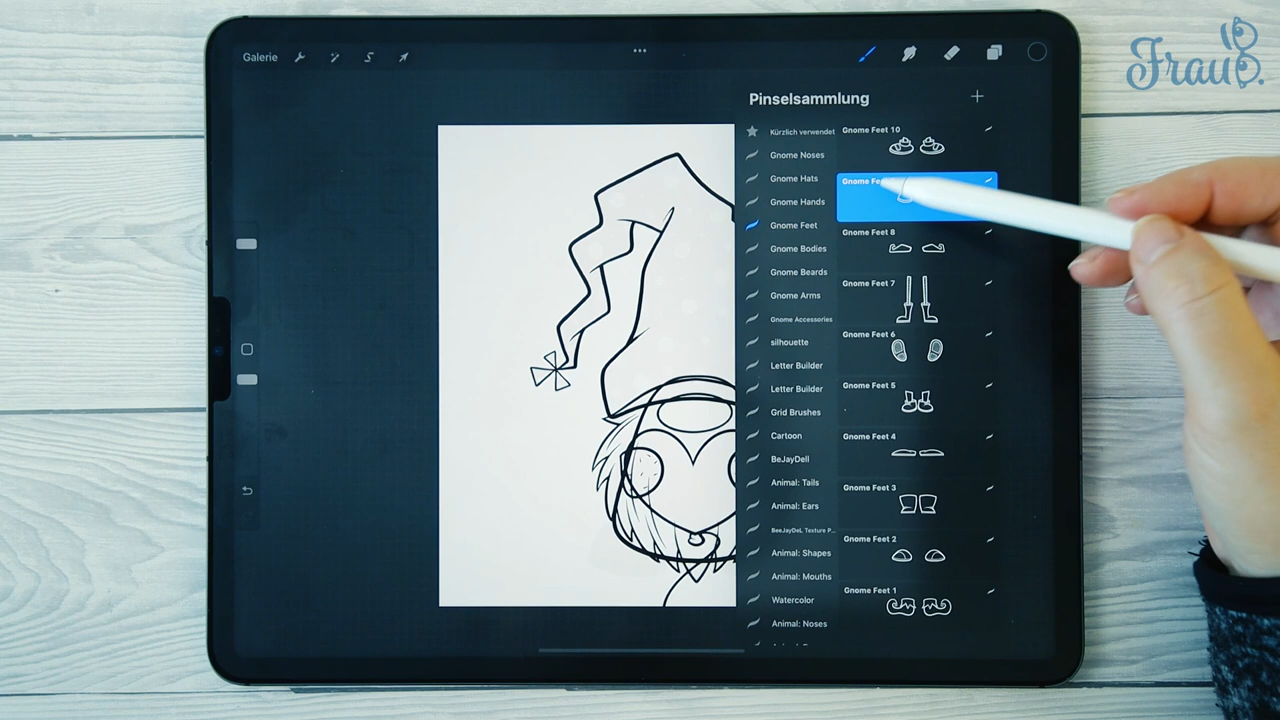 Frau B.
Galerie
Pinselsammlung
Kürzlich verwendet
Gnome Noses
Gnome Hats
Gnome Hands
Gnome Feet
Gnome Bodies
Gnome Beards
Gnome Arms
Gnome Accessories
silhouette
Letter Builder
Letter Builder
Grid Brushes
Cartoon
BeJayDell
Animal: Tails
Animal: Ears
BeeJayDeL Texture P...
Animal: Shapes
Animal: Mouths
Watercolor
Animal: Noses
Gnome Feet 10
Gnome
Gnome Feet 8
Gnome Feet 7
Gnome Feet 6
Gnome Feet 5
Gnome Feet 4
Gnome Feet 3
Gnome Feet 2
Gnome Feet 1